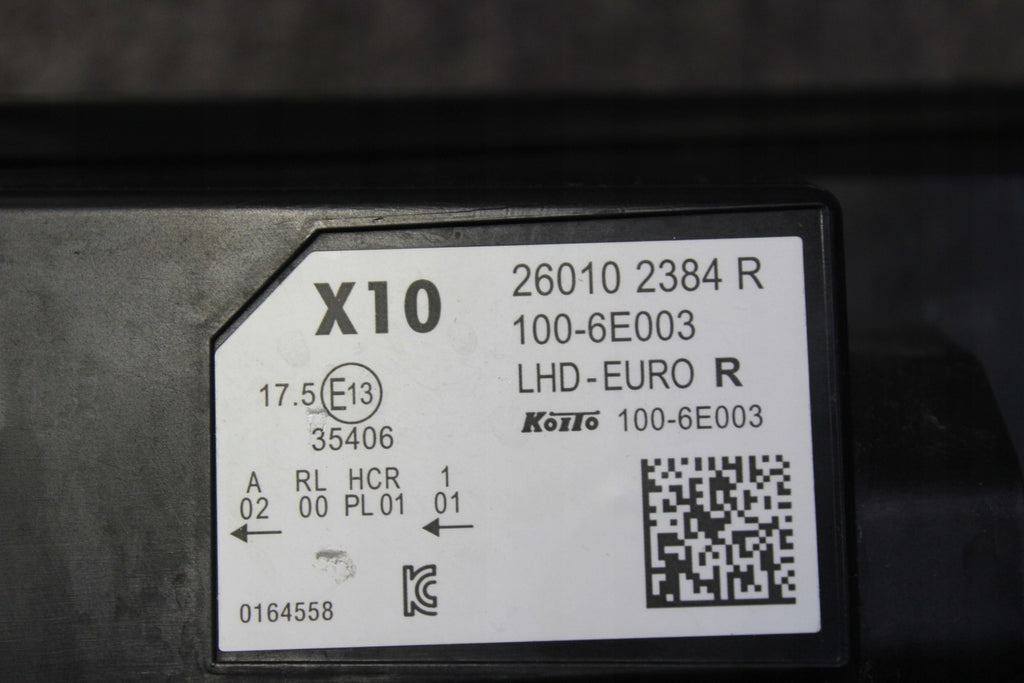 X10
26010 2384 R
100-6E003
LHD-EURO R
KOITO 100-6E003
17.5 E13
35406
A RL HCR 1
02 00 PL01 01
0164558